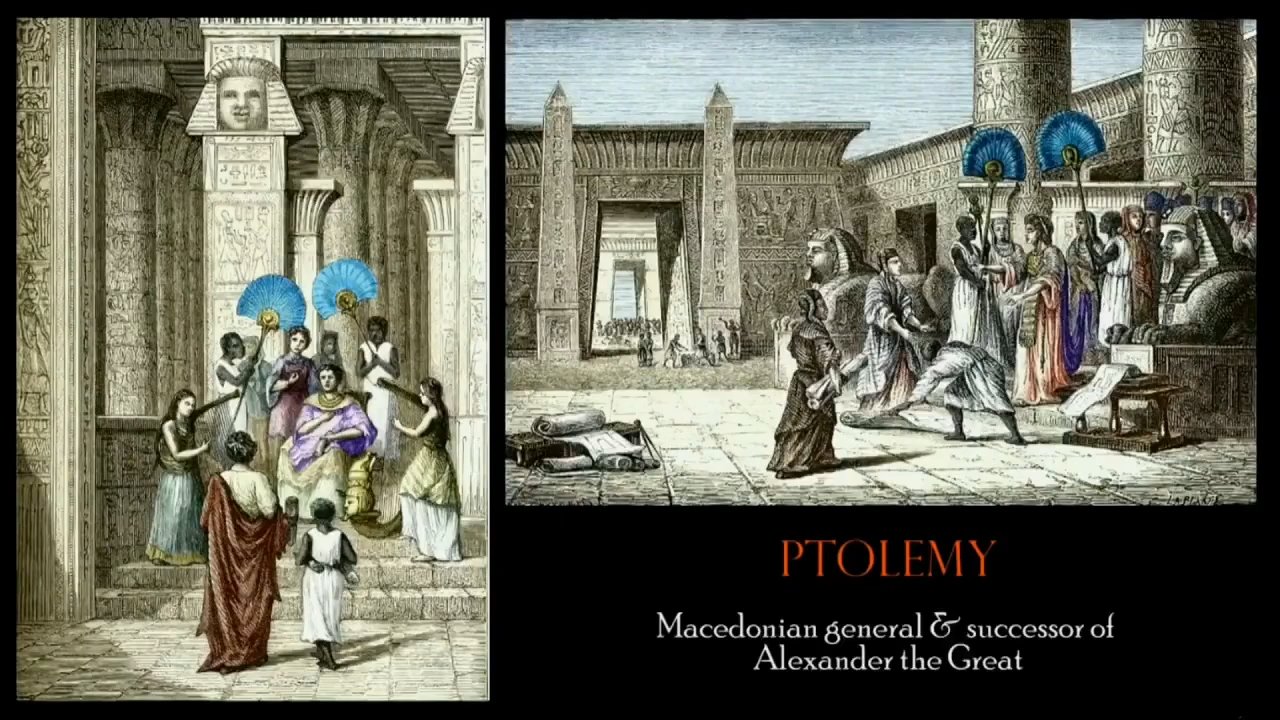 PTOLEMY
Macedonian general & successor of
Alexander the Great